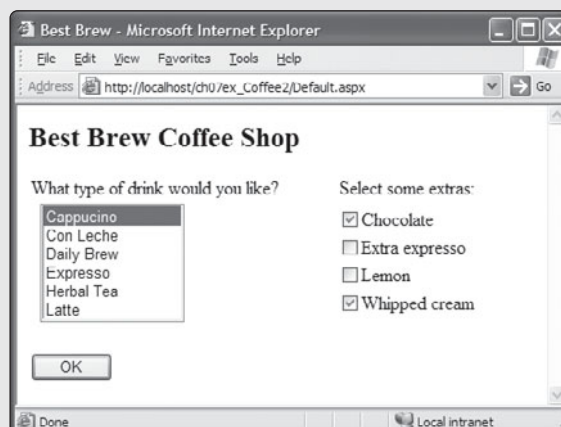 Best Brew - Microsoft Internet Explorer
File Edit View Favorites Tools Help
Address http://localhost/ch07ex_Coffee2/Default.aspx Go
Best Brew Coffee Shop
What type of drink would you like?
Cappucino
Con Leche
Daily Brew
Expresso
Herbal Tea
Latte
Select some extras:
Chocolate
Extra expresso
Lemon
Whipped cream
OK
Done Local intranet